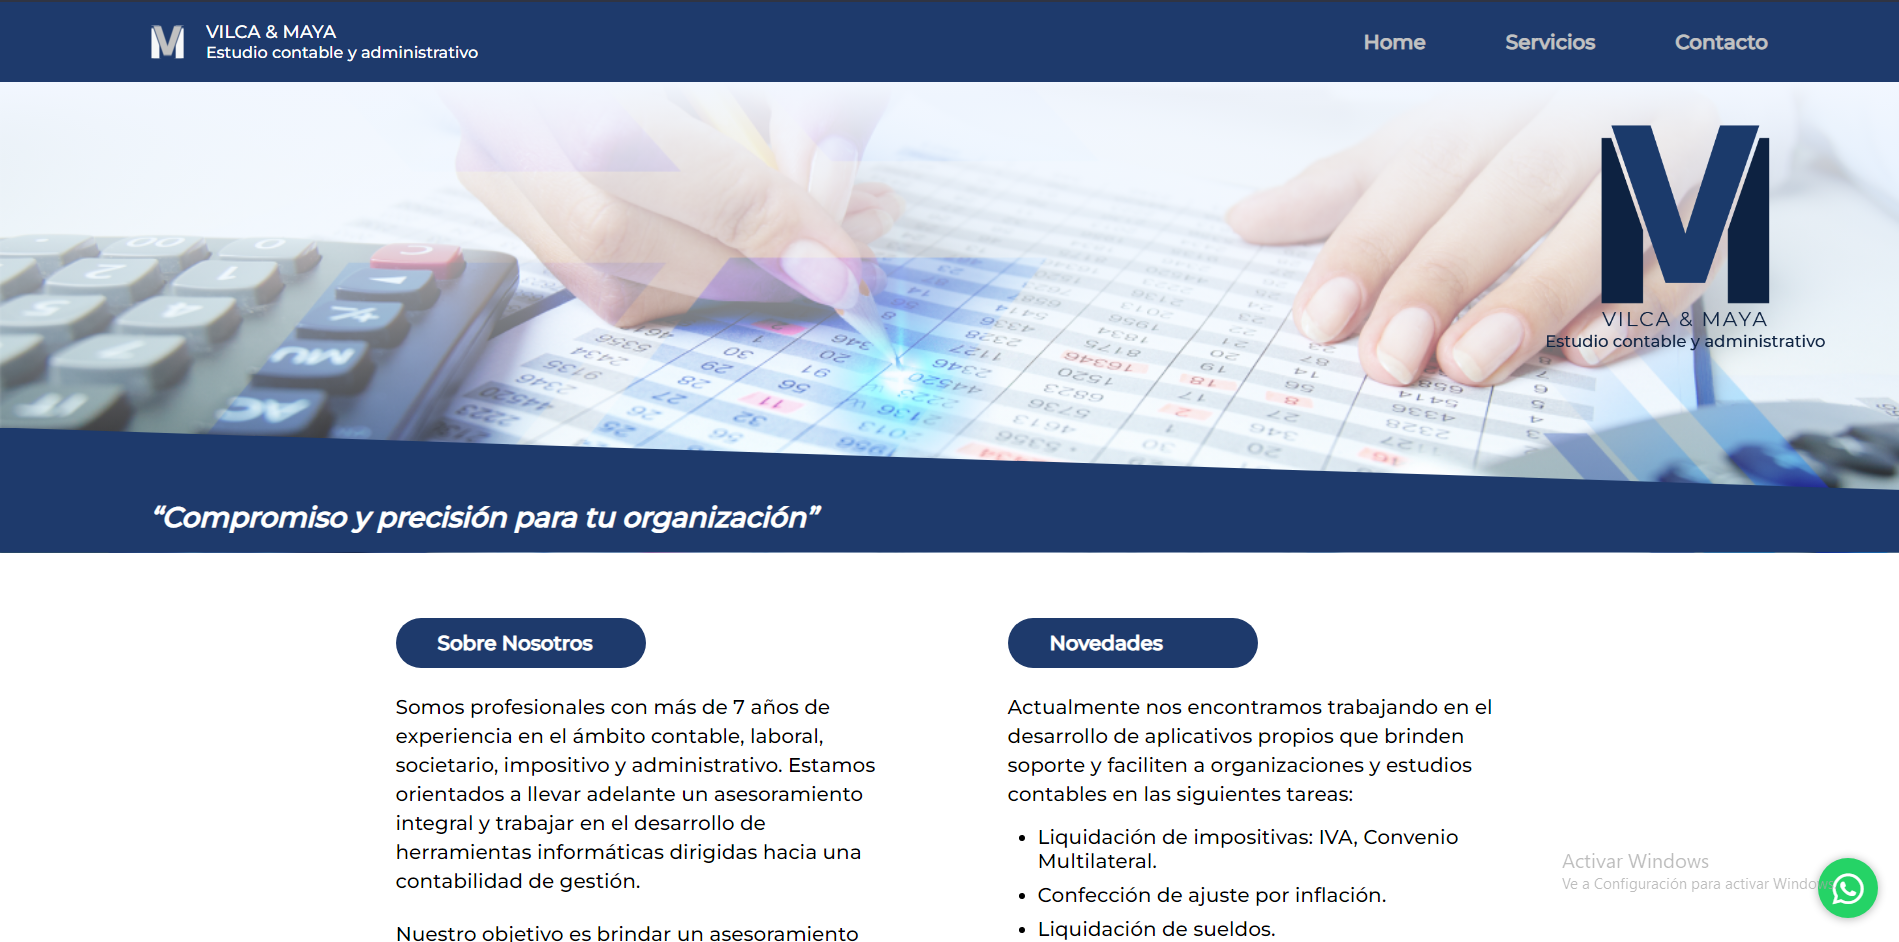 VILCA & MAYA
Estudio contable y administrativo
Home
Servicios
Contacto
VILCA & MAYA
Estudio contable y administrativo
“Compromiso y precisión para tu organización”
Sobre Nosotros
Somos profesionales con más de 7 años de
experiencia en el ámbito contable, laboral,
societario, impositivo y administrativo. Estamos
orientados a llevar adelante un asesoramiento
integral y trabajar en el desarrollo de
herramientas informáticas dirigidas hacia una
contabilidad de gestión.
Nuestro objetivo es brindar un asesoramiento
Novedades
Actualmente nos encontramos trabajando en el
desarrollo de aplicativos propios que brinden
soporte y faciliten a organizaciones y estudios
contables en las siguientes tareas:
• Liquidación de impositivas: IVA, Convenio
Multilateral.
• Confección de ajuste por inflación.
• Liquidación de sueldos.
Activar Windows
Ve a Configuración para activar Windows